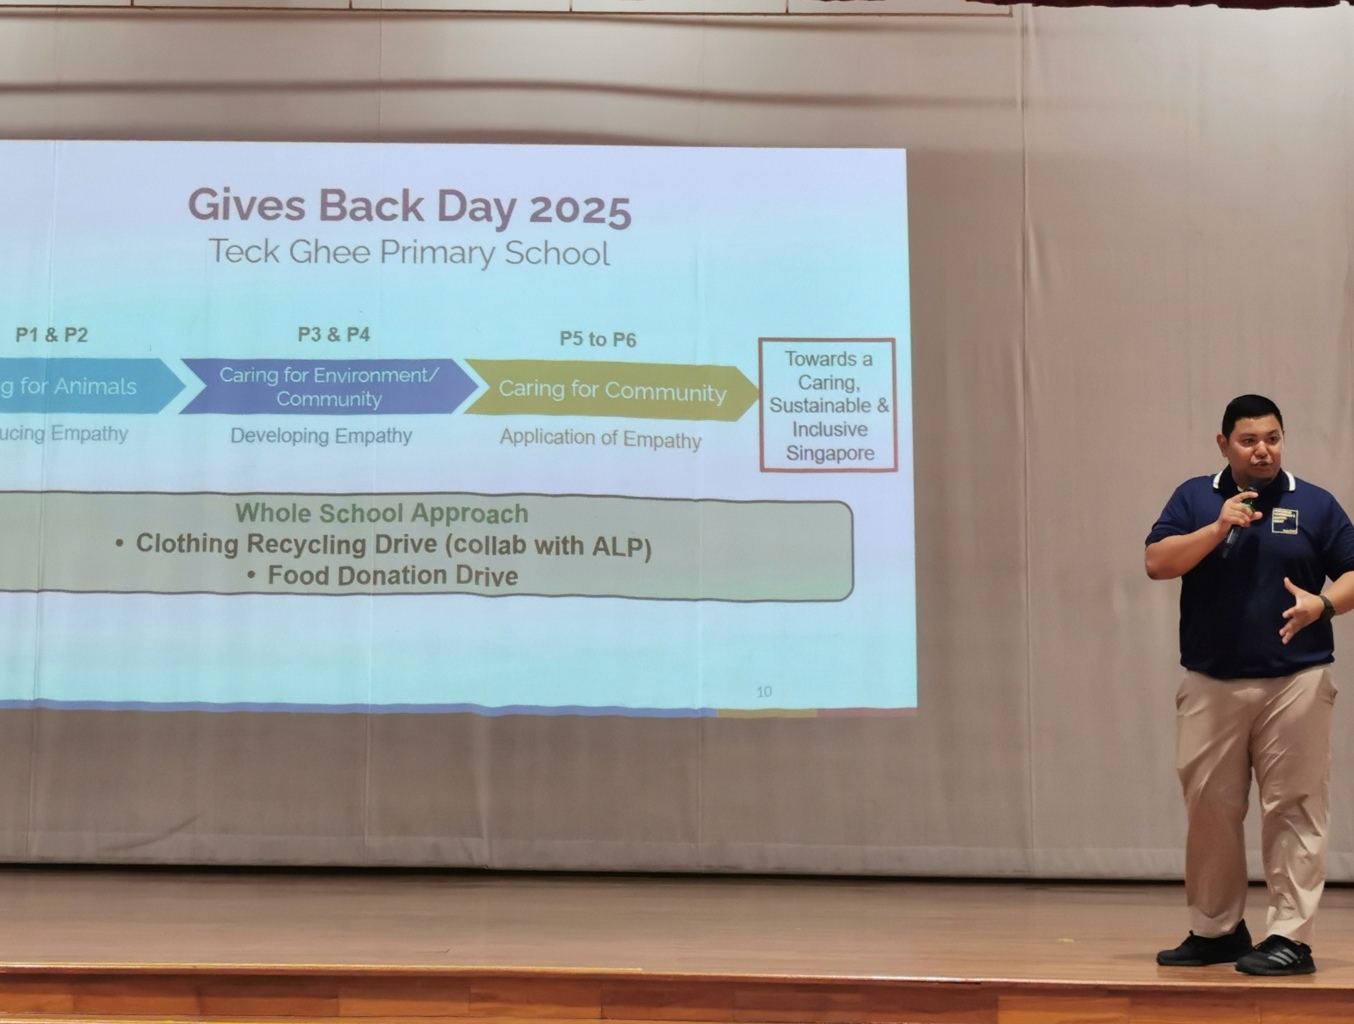 Gives Back Day 2025
Teck Ghee Primary School
P1 & P2
P3 & P4
P5 to P6
g for Animals
Caring for Environment/
Community
Caring for Community
Towards a
Caring,
Sustainable &
Inclusive
Singapore
ucing Empathy
Developing Empathy
Application of Empathy
Whole School Approach
• Clothing Recycling Drive (collab with ALP)
• Food Donation Drive
10